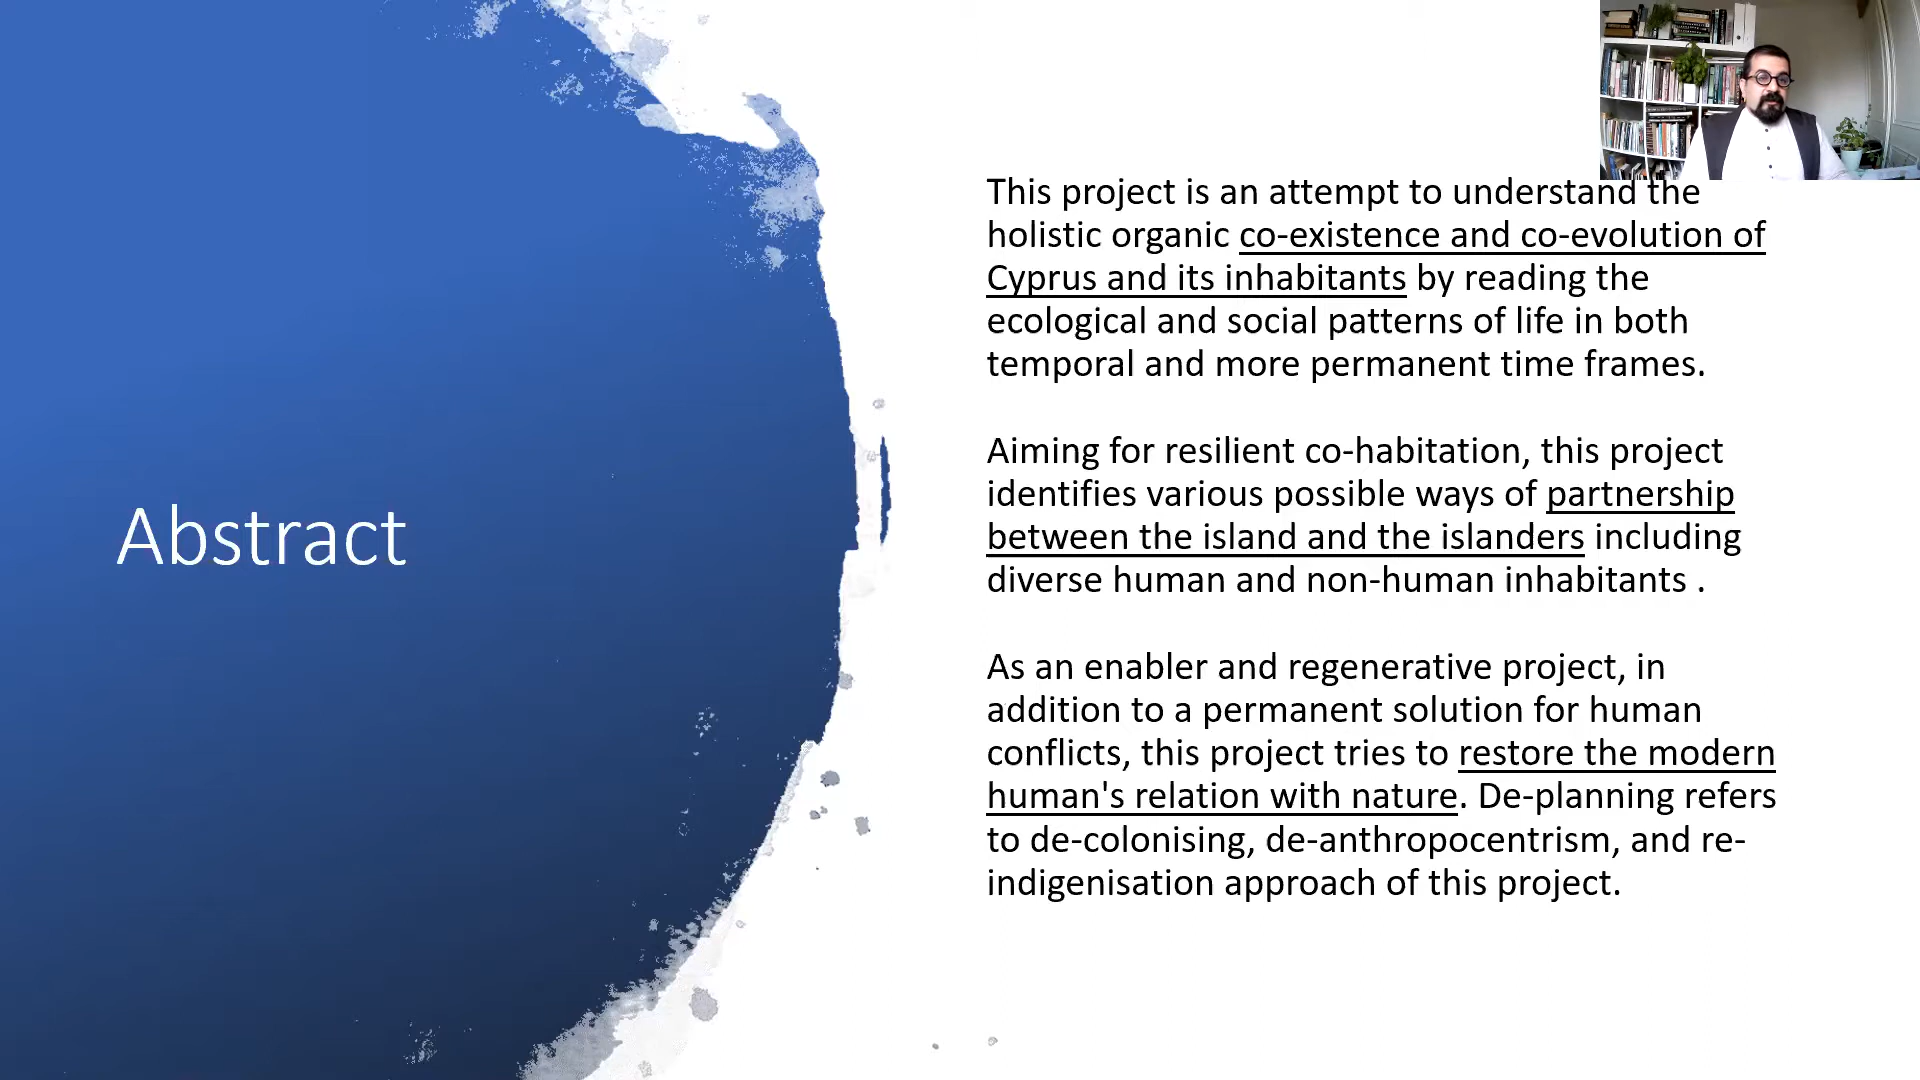 Abstract
This project is an attempt to understand the
holistic organic co-existence and co-evolution of
Cyprus and its inhabitants by reading the
ecological and social patterns of life in both
temporal and more permanent time frames.
Aiming for resilient co-habitation, this project
identifies various possible ways of partnership
between the island and the islanders including
diverse human and non-human inhabitants .
As an enabler and regenerative project, in
addition to a permanent solution for human
conflicts, this project tries to restore the modern
human's relation with nature. De-planning refers
to de-colonising, de-anthropocentrism, and re-
indigenisation approach of this project.